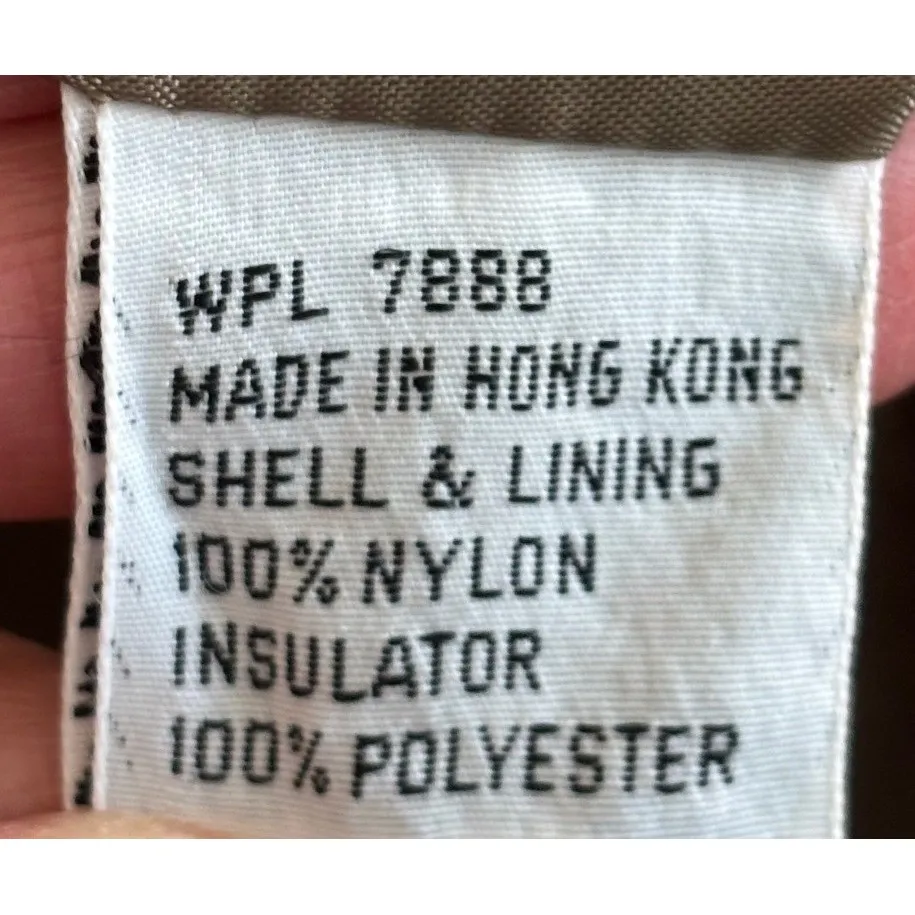 WPL 7888
MADE IN HONG KONG
SHELL & LINING
100% NYLON
INSULATOR
100% POLYESTER